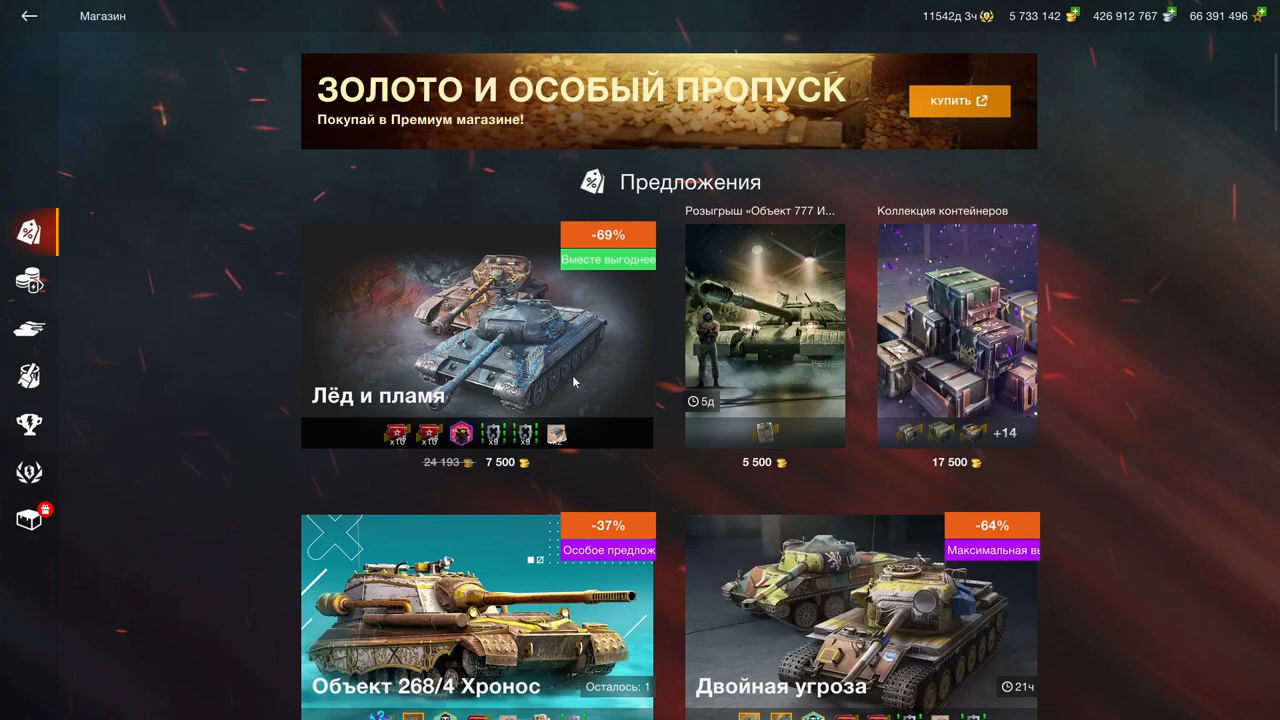 Магазин
11542д 3ч
5 733 142
426 912 767
66 391 496
ЗОЛОТО И ОСОБЫЙ ПРОПУСК
Покупай в Премиум магазине!
КУПИТЬ
Предложения
-69%
Вместе выгоднее
Лёд и пламя
x10
x10
x9
x9
24 193
7 500
Розыгрыш «Объект 777 И...
5д
5 500
Коллекция контейнеров
+14
17 500
-37%
Особое предлож
Объект 268/4 Хронос
Осталось: 1
-64%
Максимальная вы
Двойная угроза
21ч